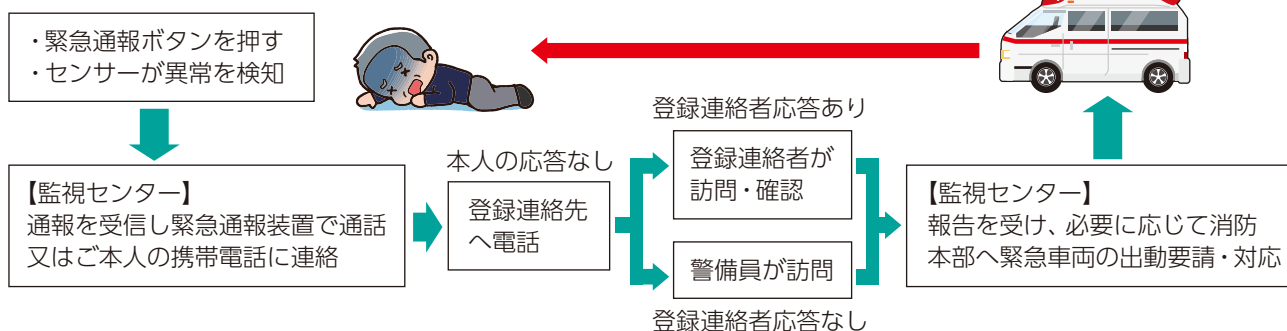 ・緊急通報ボタンを押す
・センサーが異常を検知
【監視センター】
通報を受信し緊急通報装置で通話
又はご本人の携帯電話に連絡
本人の応答なし
登録連絡先
へ電話
登録連絡者応答あり
登録連絡者が
訪問・確認
警備員が訪問
登録連絡者応答なし
【監視センター】
報告を受け、必要に応じて消防
本部へ緊急車両の出動要請・対応